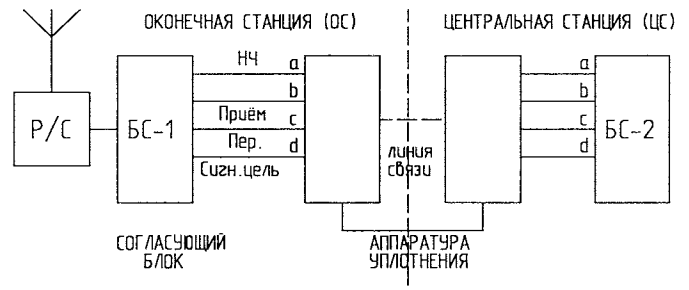 ОКОНЕЧНАЯ СТАНЦИЯ (ОС)
ЦЕНТРАЛЬНАЯ СТАНЦИЯ (ЦС)
Р/С
БС-1
НЧ
a
b
Приём
c
Пер.
d
Сигн.цель
линия
связи
a
b
c
d
БС-2
СОГЛАСУЮЩИЙ
БЛОК
АППАРАТУРА
УПЛОТНЕНИЯ